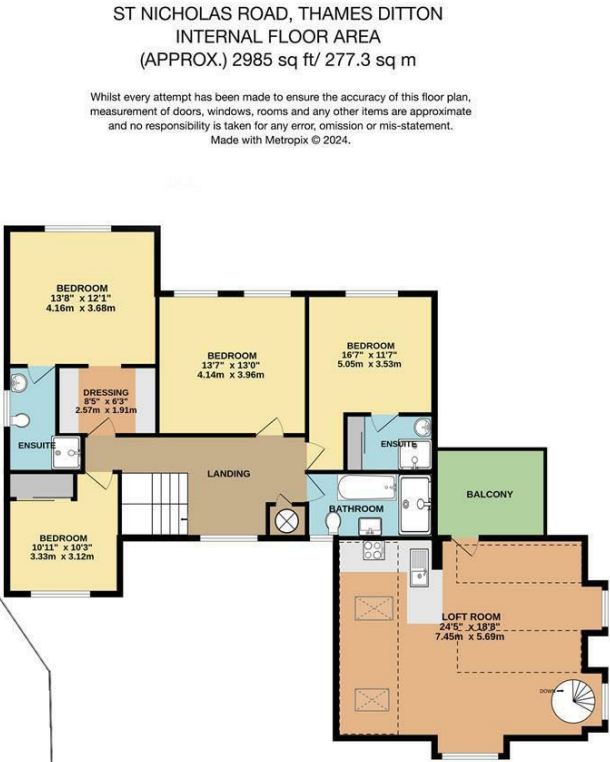 ST NICHOLAS ROAD, THAMES DITTON
INTERNAL FLOOR AREA
(APPROX.) 2985 sq ft/ 277.3 sq m
Whilst every attempt has been made to ensure the accuracy of this floor plan,
measurement of doors, windows, rooms and any other items are approximate
and no responsibility is taken for any error, omission or mis-statement.
Made with Metropix © 2024.
BEDROOM
13'8" x 12'1"
4.16m x 3.68m
BEDROOM
13'7" x 13'0"
4.14m x 3.96m
BEDROOM
16'7" x 11'7"
5.05m x 3.53m
DRESSING
8'5" x 6'3"
2.57m x 1.91m
ENSUITE
ENSUITE
LANDING
BATHROOM
BALCONY
BEDROOM
10'11" x 10'3"
3.33m x 3.12m
LOFT ROOM
24'5" x 18'8"
7.45m x 5.69m
DOWN